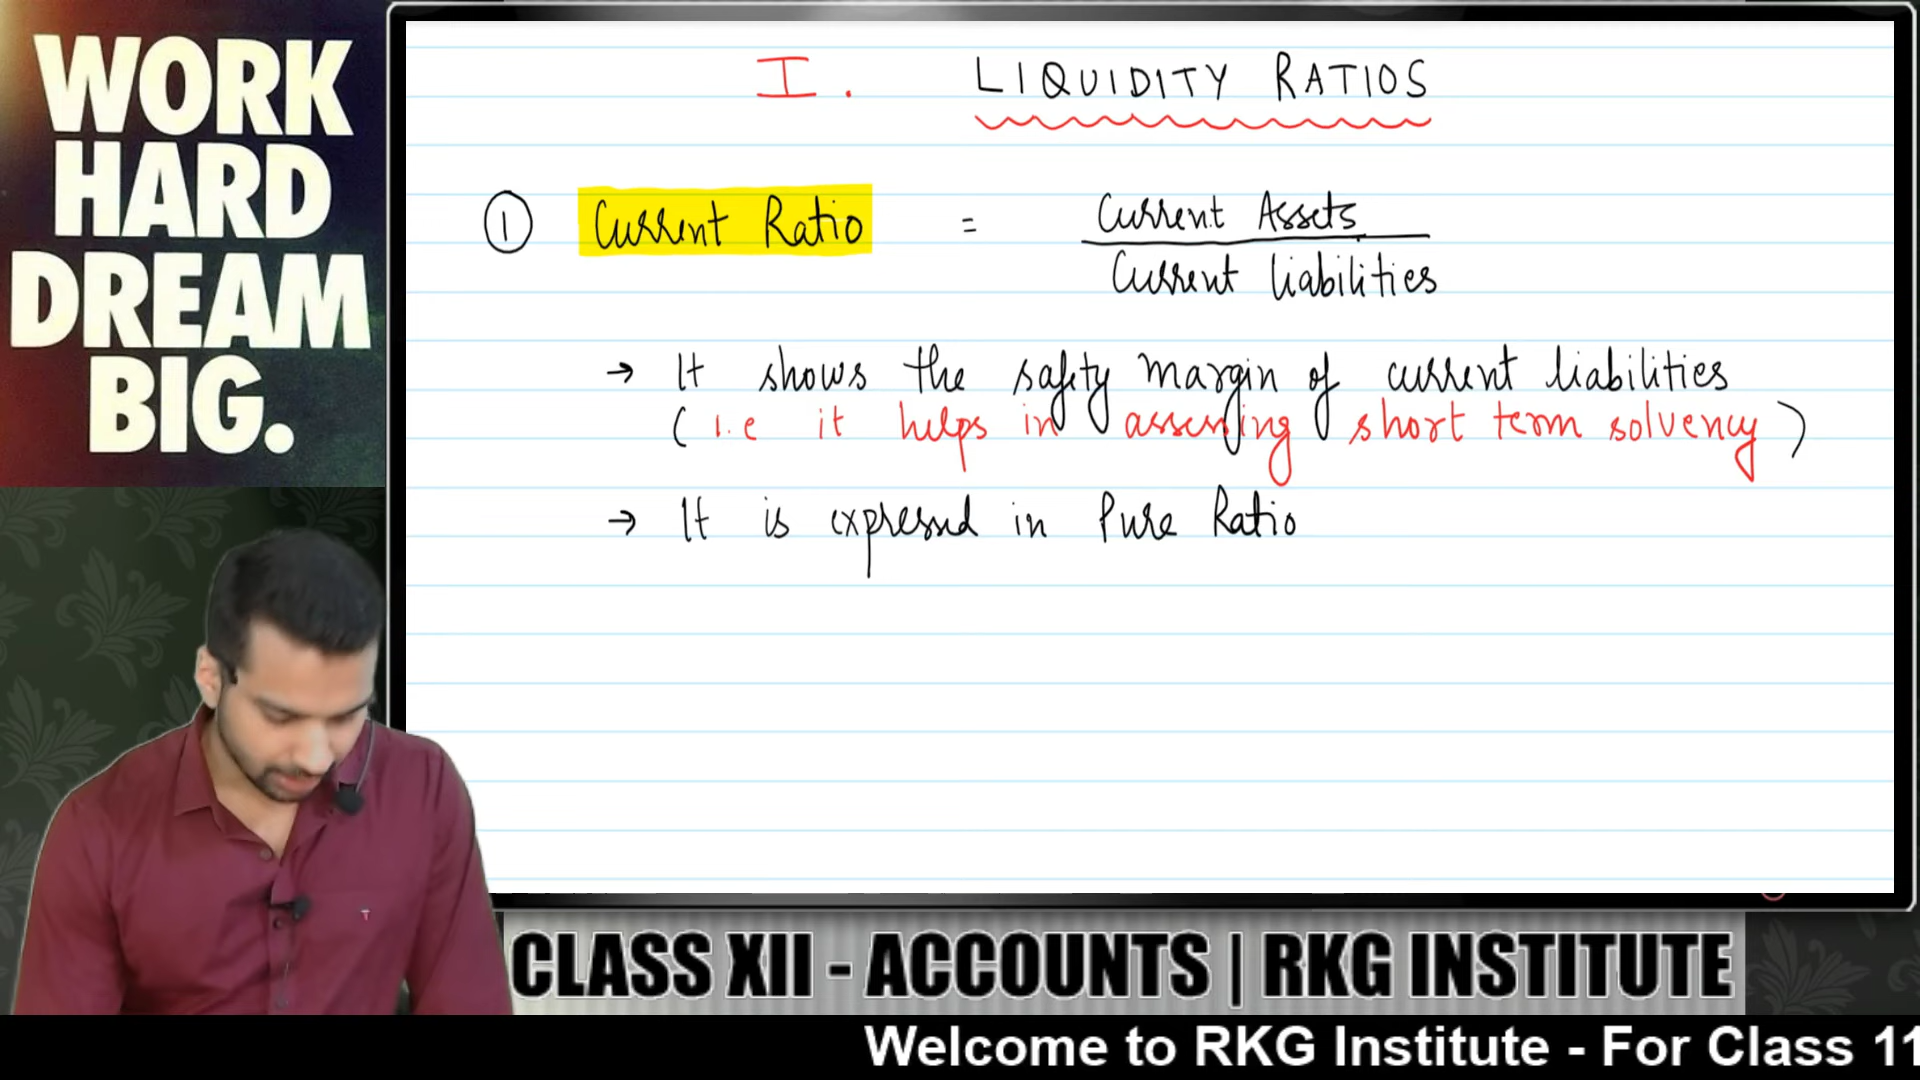 WORK
HARD
DREAM
BIG.
I. LIQUIDITY RATIOS
① Current Ratio = Current Assets
Current liabilities
→ It shows the safety margin of current liabilities
( i.e it helps in assessing short term solvency )
→ It is expressed in Pure Ratio
T
CLASS XII - ACCOUNTS | RKG INSTITUTE
Welcome to RKG Institute - For Class 11